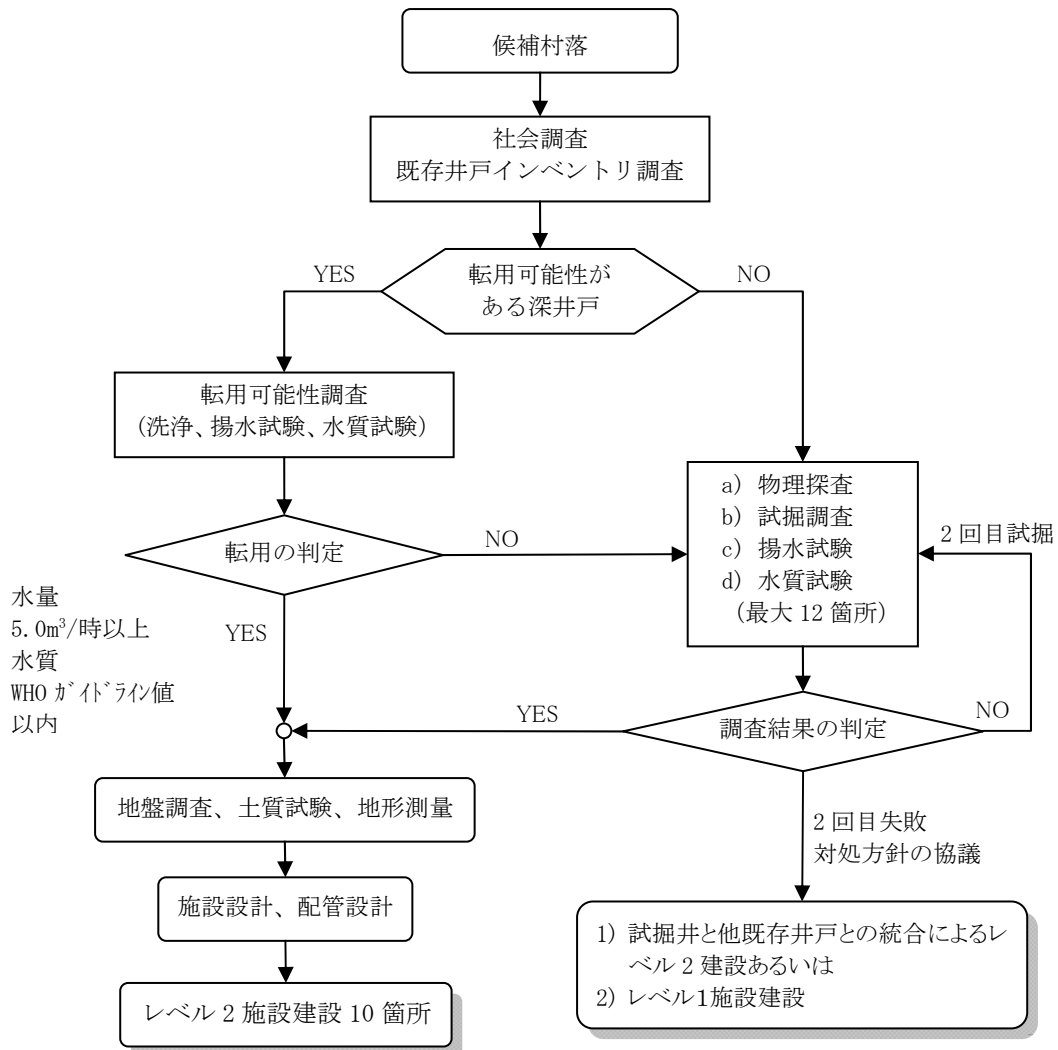 候補村落
社会調査
既存井戸インベントリ調査
YES
転用可能性が
ある深井戸
NO
転用可能性調査
(洗浄、揚水試験、水質試験)
a) 物理探査
b) 試掘調査
c) 揚水試験
d) 水質試験
(最大 12 箇所)
転用の判定
NO
2 回目試掘
水量
5.0m³/時以上
水質
WHO ガイドライン値
以内
YES
YES
調査結果の判定
NO
地盤調査、土質試験、地形測量
2 回目失敗
対処方針の協議
施設設計、配管設計
1) 試掘井と他既存井戸との統合によるレ
ベル 2 建設あるいは
2) レベル1施設建設
レベル 2 施設建設 10 箇所